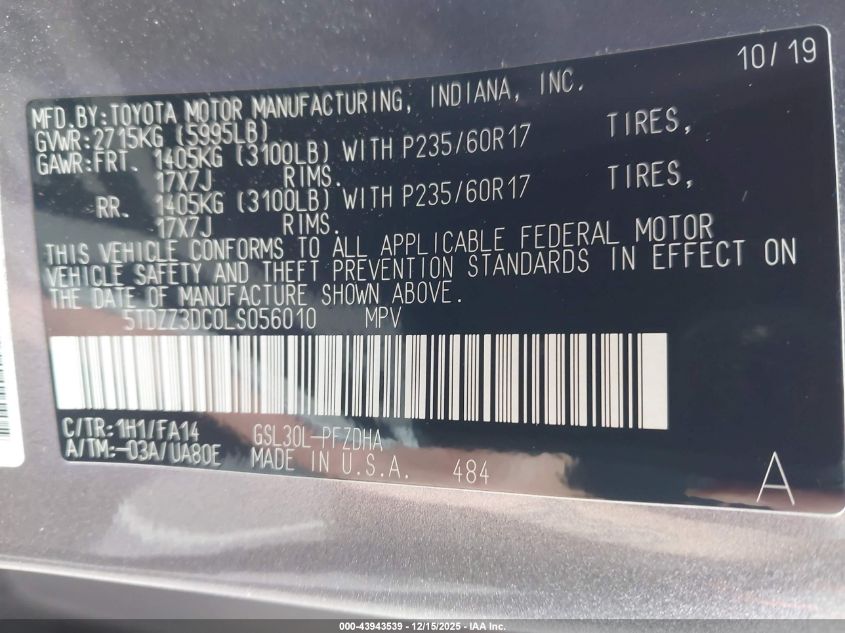 10/19
MFD.BY:TOYOTA MOTOR MANUFACTURING, INDIANA, INC.
GVWR:2715KG (5995LB)
GAWR:FRT. 1405KG (3100LB) WITH P235/60R17 TIRES,
17X7J RIMS.
RR. 1405KG (3100LB) WITH P235/60R17 TIRES,
17X7J RIMS.
THIS VEHICLE CONFORMS TO ALL APPLICABLE FEDERAL MOTOR
VEHICLE SAFETY AND THEFT PREVENTION STANDARDS IN EFFECT ON
THE DATE OF MANUFACTURE SHOWN ABOVE.
5TDZZ3DC0LS056010 MPV
C/TR:1H1/FA14 GSL30L-PFZDHA
A/TM:-03A/UA80E MADE IN U.S.A. 484
A
000-43943539 - 12/15/2025 - IAA Inc.